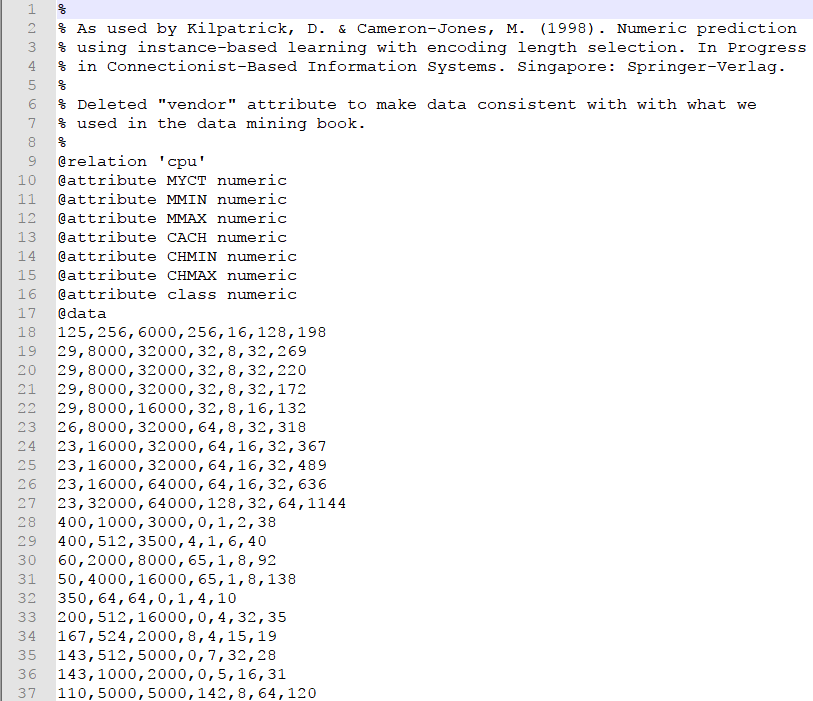 1 %
2 % As used by Kilpatrick, D. & Cameron-Jones, M. (1998). Numeric prediction
3 % using instance-based learning with encoding length selection. In Progress
4 % in Connectionist-Based Information Systems. Singapore: Springer-Verlag.
5 %
6 % Deleted "vendor" attribute to make data consistent with with what we
7 % used in the data mining book.
8 %
9 @relation 'cpu'
10 @attribute MYCT numeric
11 @attribute MMIN numeric
12 @attribute MMAX numeric
13 @attribute CACH numeric
14 @attribute CHMIN numeric
15 @attribute CHMAX numeric
16 @attribute class numeric
17 @data
18 125,256,6000,256,16,128,198
19 29,8000,32000,32,8,32,269
20 29,8000,32000,32,8,32,220
21 29,8000,32000,32,8,32,172
22 29,8000,16000,32,8,16,132
23 26,8000,32000,64,8,32,318
24 23,16000,32000,64,16,32,367
25 23,16000,32000,64,16,32,489
26 23,16000,64000,64,16,32,636
27 23,32000,64000,128,32,64,1144
28 400,1000,3000,0,1,2,38
29 400,512,3500,4,1,6,40
30 60,2000,8000,65,1,8,92
31 50,4000,16000,65,1,8,138
32 350,64,64,0,1,4,10
33 200,512,16000,0,4,32,35
34 167,524,2000,8,4,15,19
35 143,512,5000,0,7,32,28
36 143,1000,2000,0,5,16,31
37 110,5000,5000,142,8,64,120